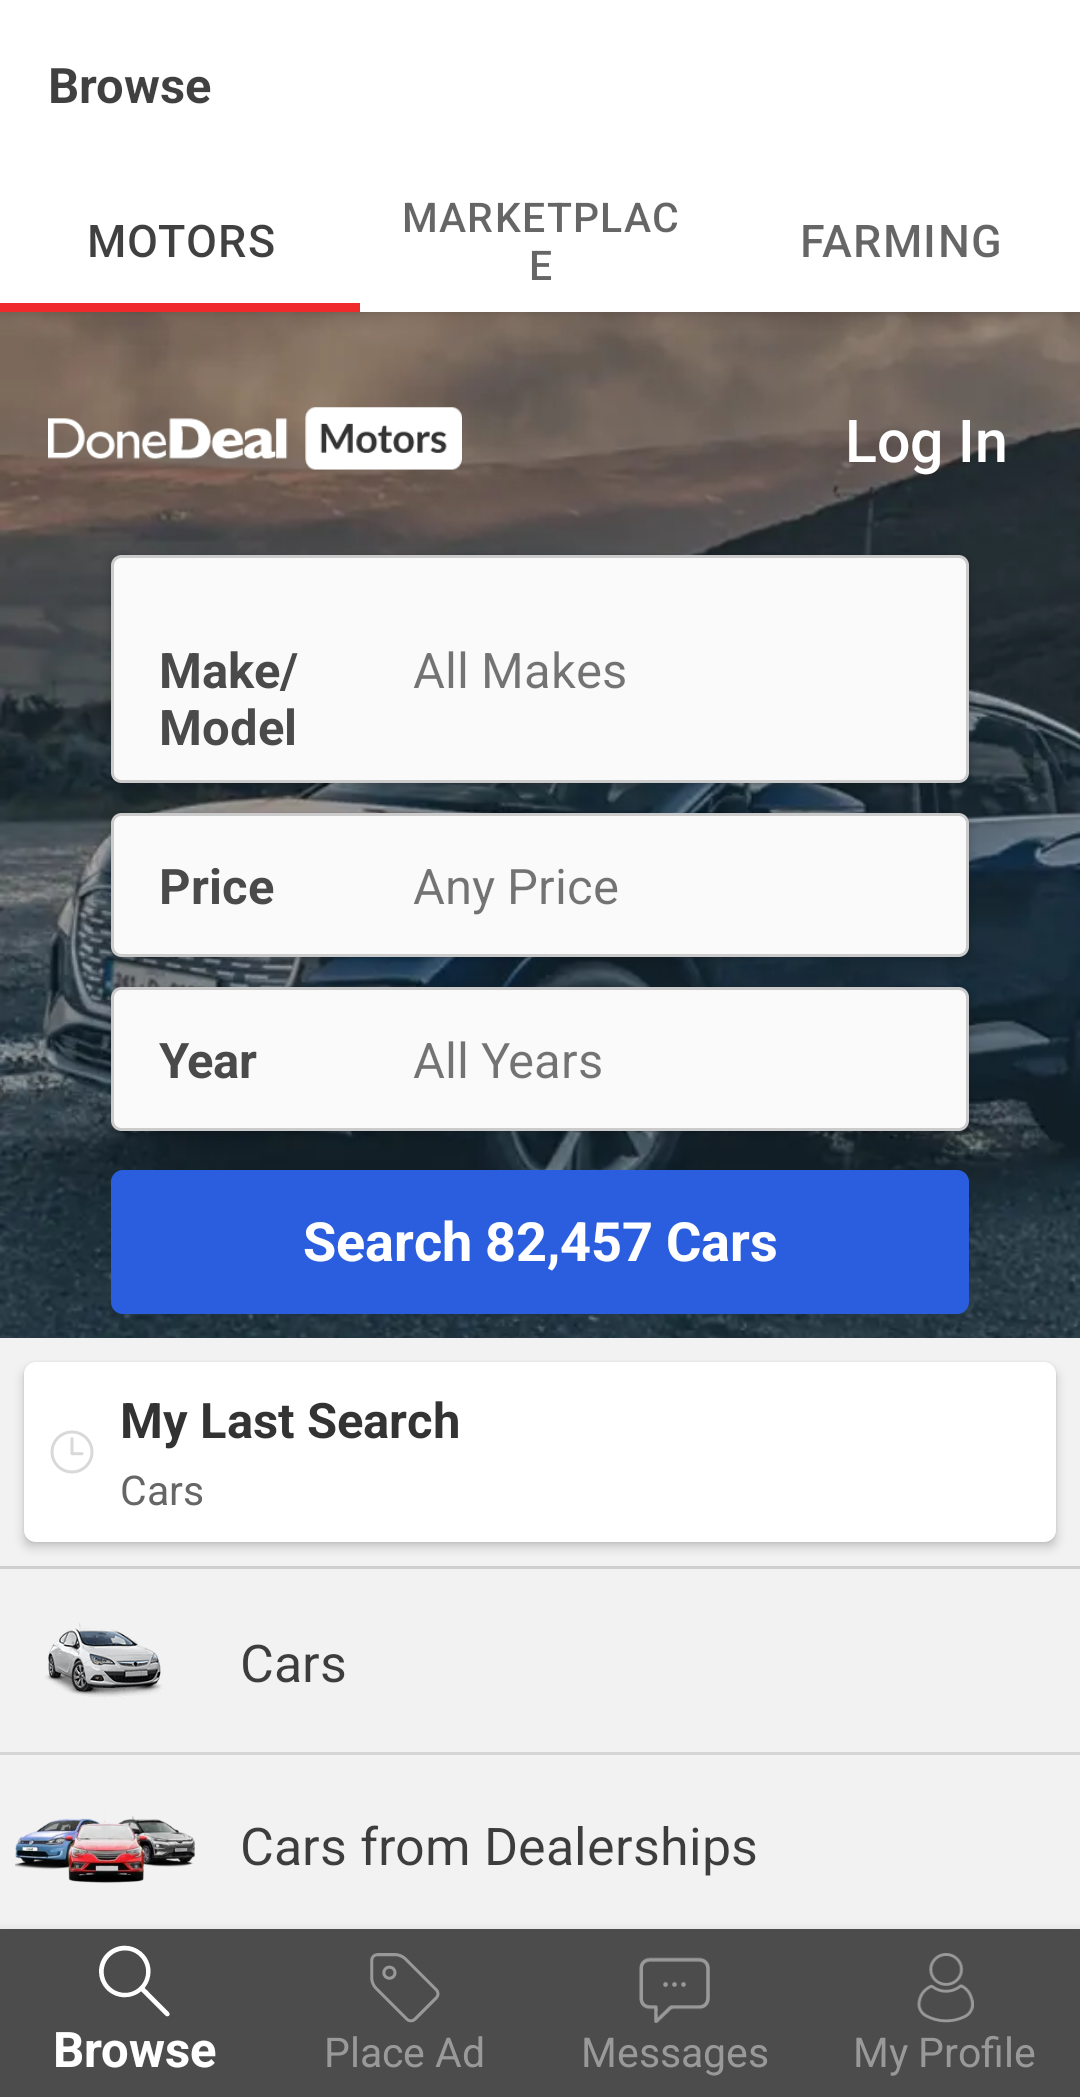 Browse
MOTORS
MARKETPLAC
E
FARMING
DoneDeal Motors
Log In
Make/
Model
All Makes
Price
Any Price
Year
All Years
Search 82,457 Cars
My Last Search
Cars
Cars
Cars from Dealerships
Browse
Place Ad
Messages
My Profile